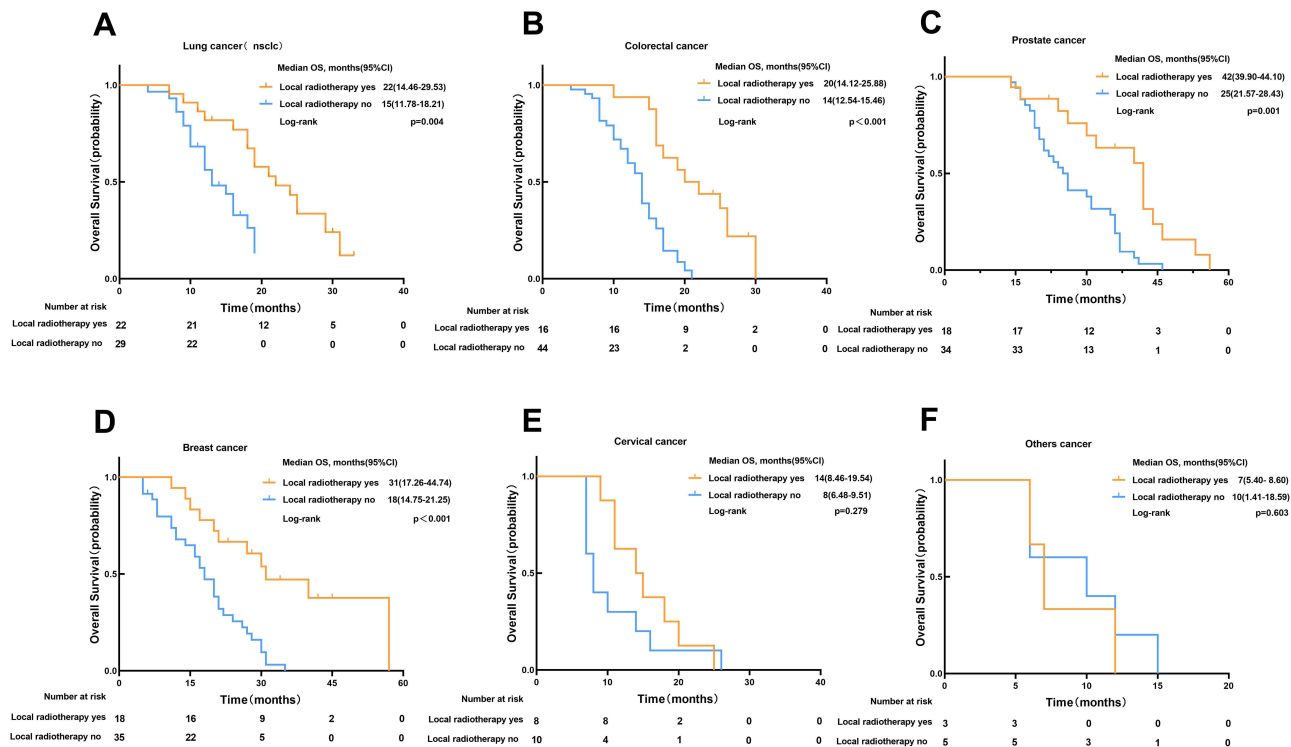 A
Lung cancer( nsclc)
Median OS, months(95%CI)
Local radiotherapy yes 22(14.46-29.53)
Local radiotherapy no 15(11.78-18.21)
Log-rank p=0.004
Overall Survival(probability)
1.0
0.5
0.0
0 10 20 30 40
Time(months)
Number at risk
Local radiotherapy yes 22 21 12 5 0
Local radiotherapy no 29 22 0 0 0
B
Colorectal cancer
Median OS, months(95%CI)
Local radiotherapy yes 20(14.12-25.88)
Local radiotherapy no 14(12.54-15.46)
Log-rank p<0.001
Overall Survival(probability)
1.0
0.5
0.0
0 10 20 30 40
Time(months)
Number at risk
Local radiotherapy yes 16 16 9 2 0
Local radiotherapy no 44 23 2 0 0
C
Prostate cancer
Median OS, months(95%CI)
Local radiotherapy yes 42(39.90-44.10)
Local radiotherapy no 25(21.57-28.43)
Log-rank p=0.001
Overall Survival(probability)
1.0
0.5
0.0
0 15 30 45 60
Time(months)
Number at risk
Local radiotherapy yes 18 17 12 3 0
Local radiotherapy no 34 33 13 1 0
D
Breast cancer
Median OS, months(95%CI)
Local radiotherapy yes 31(17.26-44.74)
Local radiotherapy no 18(14.75-21.25)
Log-rank p<0.001
Overall Survival(probability)
1.0
0.5
0.0
0 15 30 45 60
Time(months)
Number at risk
Local radiotherapy yes 18 16 9 2 0
Local radiotherapy no 35 22 5 0 0
E
Cervical cancer
Median OS, months(95%CI)
Local radiotherapy yes 14(8.46-19.54)
Local radiotherapy no 8(6.48-9.51)
Log-rank p=0.279
Overall Survival(probability)
1.0
0.5
0.0
0 10 20 30 40
Time(months)
Number at risk
Local radiotherapy yes 8 8 2 0 0
Local radiotherapy no 10 4 1 0 0
F
Others cancer
Median OS, months(95%CI)
Local radiotherapy yes 7(5.40- 8.60)
Local radiotherapy no 10(1.41-18.59)
Log-rank p=0.603
Overall Survival(probability)
1.0
0.5
0.0
0 5 10 15 20
Time(months)
Number at risk
Local radiotherapy yes 3 3 0 0 0
Local radiotherapy no 5 5 3 1 0